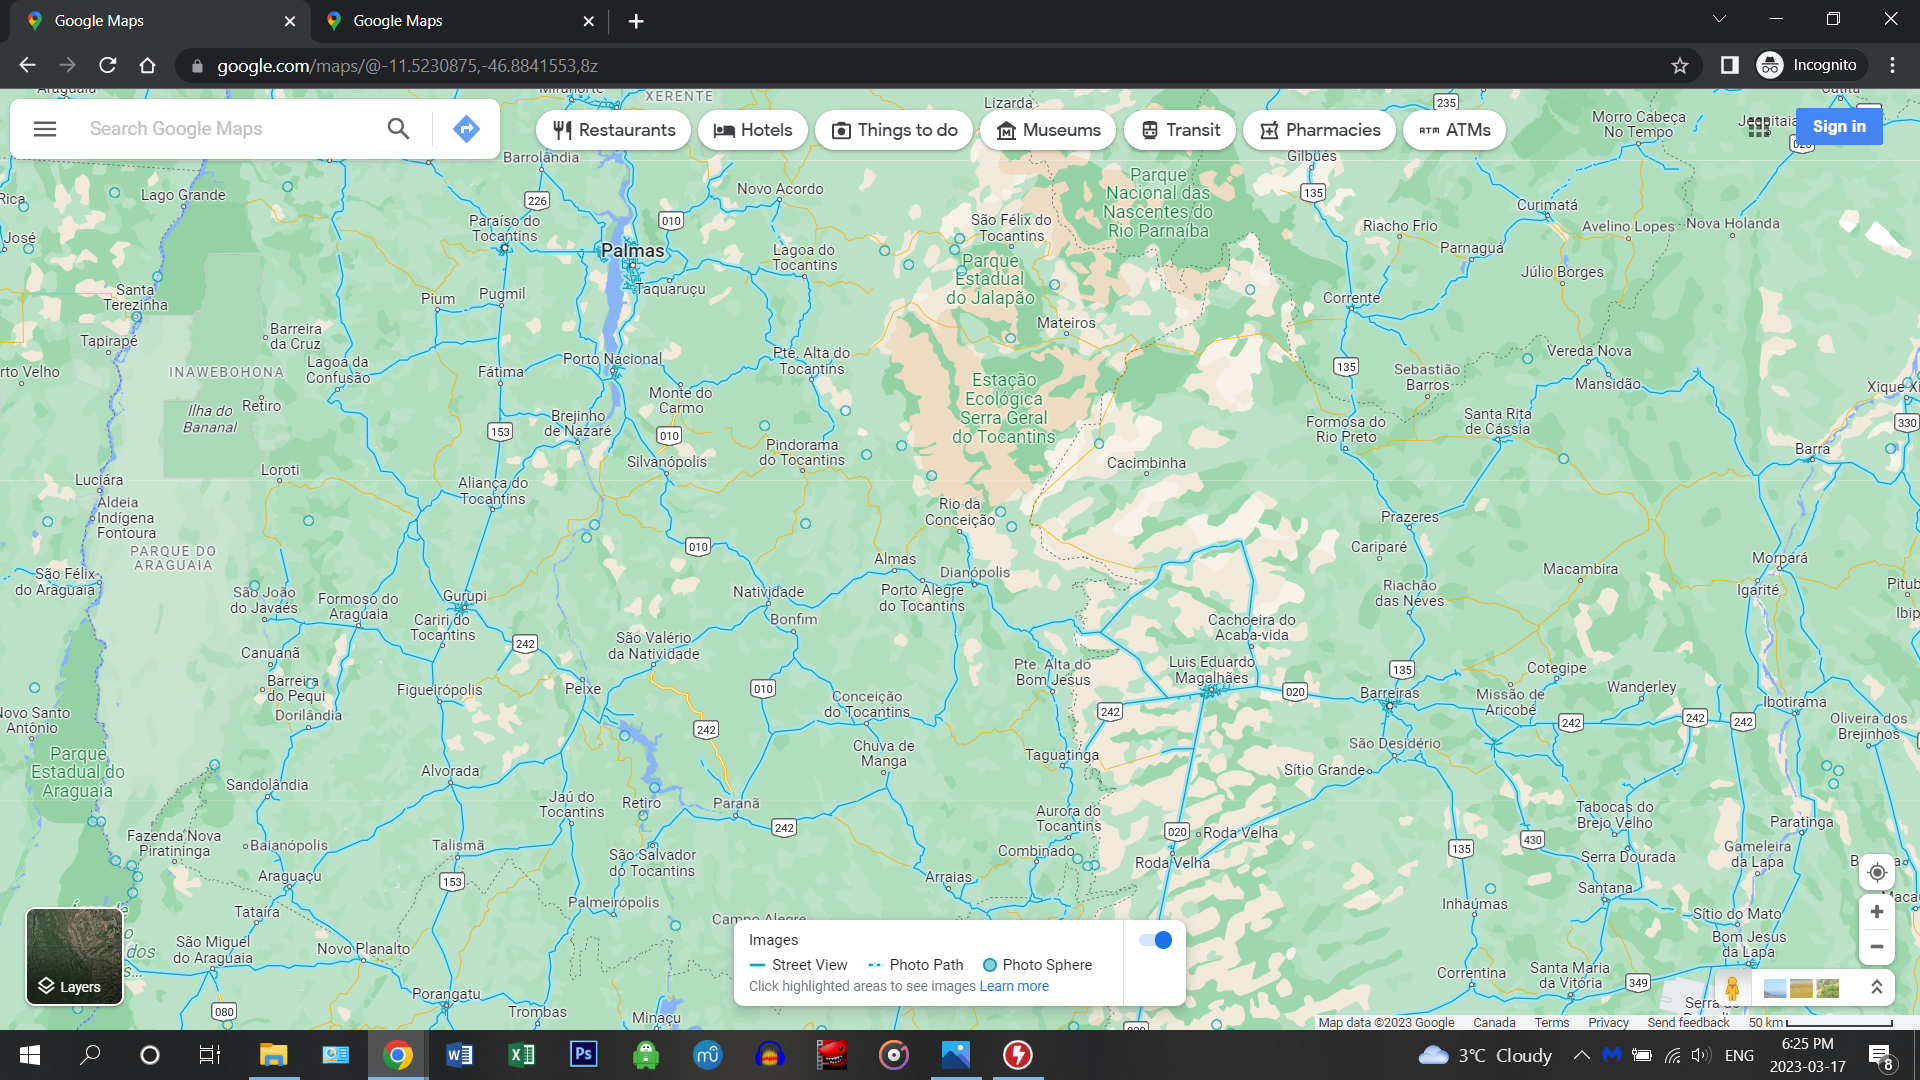 Google Maps
Google Maps
google.com/maps/@-11.5230875,-46.8841553,8z
Incognito
Search Google Maps
Restaurants
Hotels
Things to do
Museums
Transit
Pharmacies
ATMs
Sign in
XERENTE
Lizarda
235
Morro Cabeça
No Tempo
Barrolândia
Gilbués
135
Lago Grande
226
Novo Acordo
Parque
Nacional das
Nascentes do
Rio Parnaíba
Curimatá
Paraíso do
Tocantins
010
São Félix do
Tocantins
Riacho Frio
Avelino Lopes
Nova Holanda
José
Palmas
Lagoa do
Tocantins
Parnaguá
Parque
Estadual
do Jalapão
Júlio Borges
Santa
Terezinha
Pium
Pugmil
Taquaruçu
Corrente
Mateiros
Barreira
da Cruz
Tapirapé
Lagoa da
Confusão
Porto Nacional
Pte. Alta do
Tocantins
Vereda Nova
135
Sebastião
Barros
Mansidão
INAWEBOHONA
Fátima
Estação
Ecológica
Serra Geral
do Tocantins
Monte do
Carmo
Retiro
Ilha do
Bananal
Brejinho
de Nazaré
153
010
Santa Rita
de Cássia
Formosa do
Rio Preto
330
Pindorama
do Tocantins
Barra
Silvanópolis
Cacimbinha
Loroti
Luciára
Aliança do
Tocantins
Aldeia
Indígena
Fontoura
Rio da
Conceição
Prazeres
PARQUE DO
ARAGUAIA
010
Cariparé
Morpará
Almas
Dianópolis
Macambira
São Félix
do Araguaia
São João
do Javaés
Formoso do
Araguaia
Gurupi
Natividade
Porto Alegre
do Tocantins
Riachão
das Neves
Igarité
Cariri do
Tocantins
Bonfim
Cachoeira do
Acaba-vida
242
São Valério
da Natividade
Canuanã
Pte. Alta do
Bom Jesus
Luis Eduardo
Magalhães
135
Cotegipe
Barreira
do Pequi
Figueirópolis
Peixe
010
Conceição
do Tocantins
020
Barreiras
Missão de
Aricobé
Wanderley
Ibotirama
Novo Santo
Antônio
Dorilândia
242
242
242
242
242
Oliveira dos
Brejinhos
Parque
Estadual do
Araguaia
Alvorada
Chuva de
Manga
Taguatinga
São Desidério
Sítio Grande
Sandolândia
Jaú do
Tocantins
Retiro
Paranã
Aurora do
Tocantins
Tabocas do
Brejo Velho
Paratinga
242
020
Roda Velha
430
Fazenda Nova
Piratininga
Baianópolis
Talismã
São Salvador
do Tocantins
Combinado
Roda Velha
135
Serra Dourada
Gameleira
da Lapa
Araguaçu
153
Arraias
Santana
Palmeirópolis
Inhaúmas
Tataira
Sítio do Mato
São Miguel
do Araguaia
Novo Planalto
Bom Jesus
da Lapa
Images
Street View
Photo Path
Photo Sphere
Click highlighted areas to see images Learn more
Correntina
Santa Maria
da Vitória
349
Layers
Porangatu
080
Trombas
Minaçu
Map data ©2023 Google
Canada
Terms
Privacy
Send feedback
50 km
W
X
Ps
3°C Cloudy
ENG
6:25 PM
2023-03-17
8